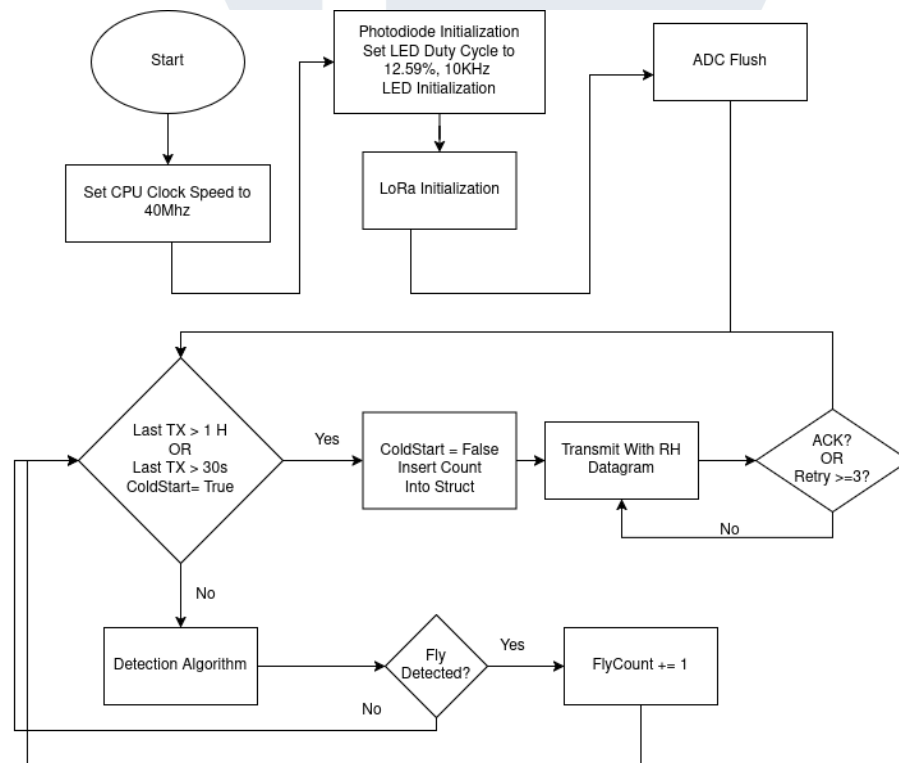 Start
Set CPU Clock Speed to
40Mhz
Photodiode Initialization
Set LED Duty Cycle to
12.59%, 10KHz
LED Initialization
LoRa Initialization
ADC Flush
Last TX > 1 H
OR
Last TX > 30s
ColdStart= True
Yes
ColdStart = False
Insert Count
Into Struct
Transmit With RH
Datagram
ACK?
OR
Retry >=3?
No
No
Detection Algorithm
Fly
Detected?
Yes
FlyCount += 1
No